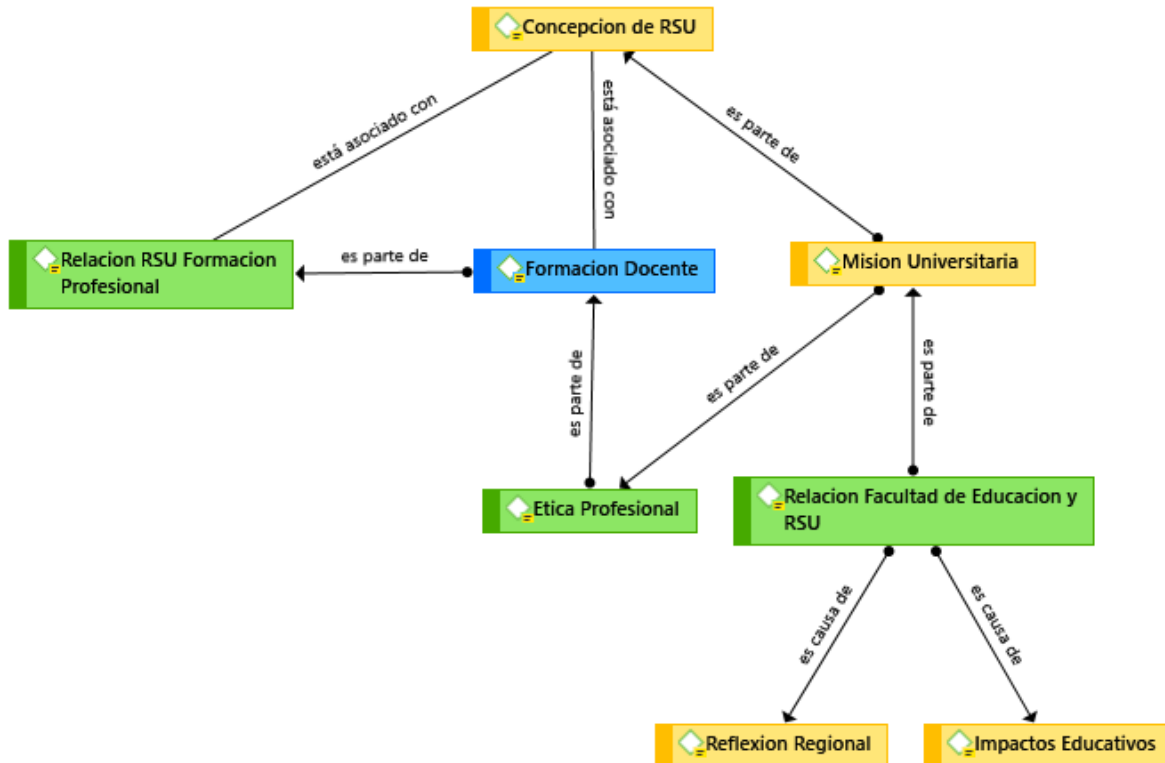 Concepcion de RSU
está asociado con
está asociado con
es parte de
Relacion RSU Formacion
Profesional
es parte de
Formacion Docente
Mision Universitaria
es parte de
es parte de
es parte de
Etica Profesional
Relacion Facultad de Educacion y
RSU
es causa de
es causa de
Reflexion Regional
Impactos Educativos